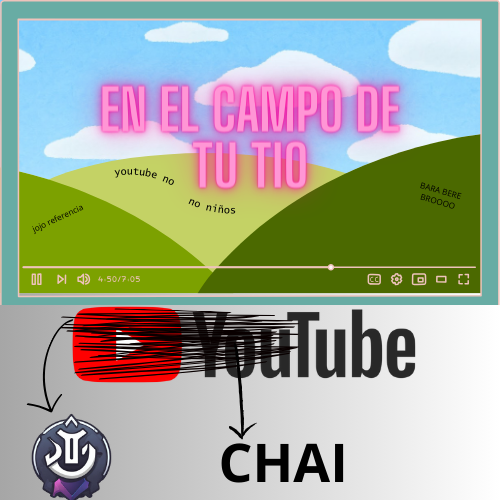 EN EL CAMPO DE
TU TIO
youtube no
no niños
jojo referencia
BARA BERE
BROOOO
4:50/7:05
CC
YouTube
CHAI